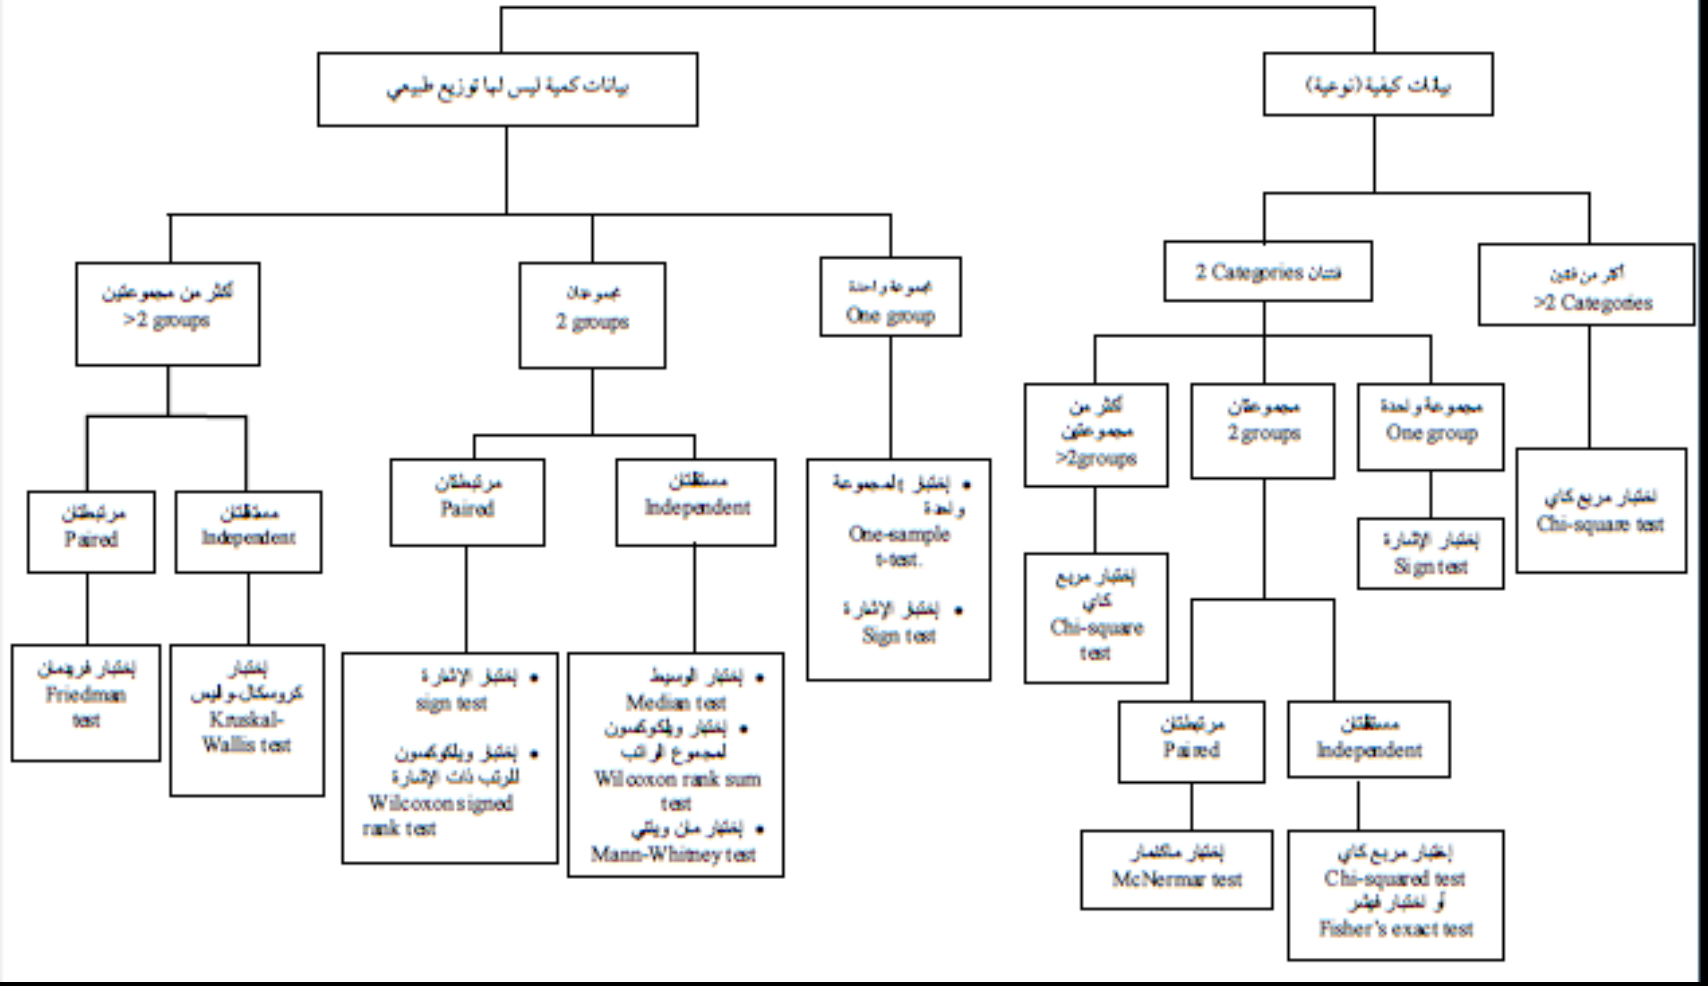 بيانات كيفية (نوعية)
بيانات كمية ليس لها توزيع طبيعي
أكثر من فئتين
>2 Categories
فئتان 2 Categories
مجموعة واحدة
One group
مجموعتان
2 groups
أكثر من مجموعتين
>2 groups
مجموعة واحدة
One group
مجموعتان
2 groups
أكثر من
مجموعتين
>2groups
اختبار مربع كاي
Chi-square test
إختبار الإشارة
Sign test
إختبار مربع
كاي
Chi-square
test
• إختبار t لمجموعة
واحدة
One-sample
t-test.
• إختبار الإشارة
Sign test
مستقلتان
Independent
مرتبطتان
Paired
مستقلتان
Independent
مرتبطتان
Paired
مستقلتان
Independent
مرتبطتان
Paired
• إختبار الوسيط
Median test
• إختبار ويلكوكسون
لمجموع الراتب
Wilcoxon rank sum
test
• إختبار مان ويتني
Mann-Whitney test
• إختبار الإشارة
sign test
• إختبار ويلكوكسون
للرتب ذات الإشارة
Wilcoxon signed
rank test
إختبار
كروسكال-واليس
Kruskal-
Wallis test
إختبار فريدمان
Friedman
test
إختبار مربع كاي
Chi-squared test
أو اختبار فيشر
Fisher's exact test
إختبار ماكنمار
McNermar test